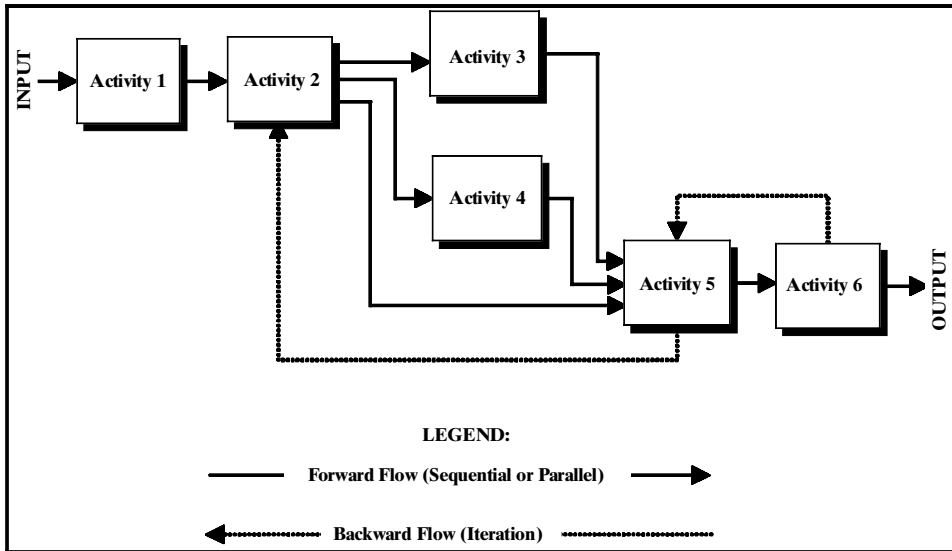 INPUT
Activity 1
Activity 2
Activity 3
Activity 4
Activity 5
Activity 6
OUTPUT
LEGEND:
Forward Flow (Sequential or Parallel)
Backward Flow (Iteration)